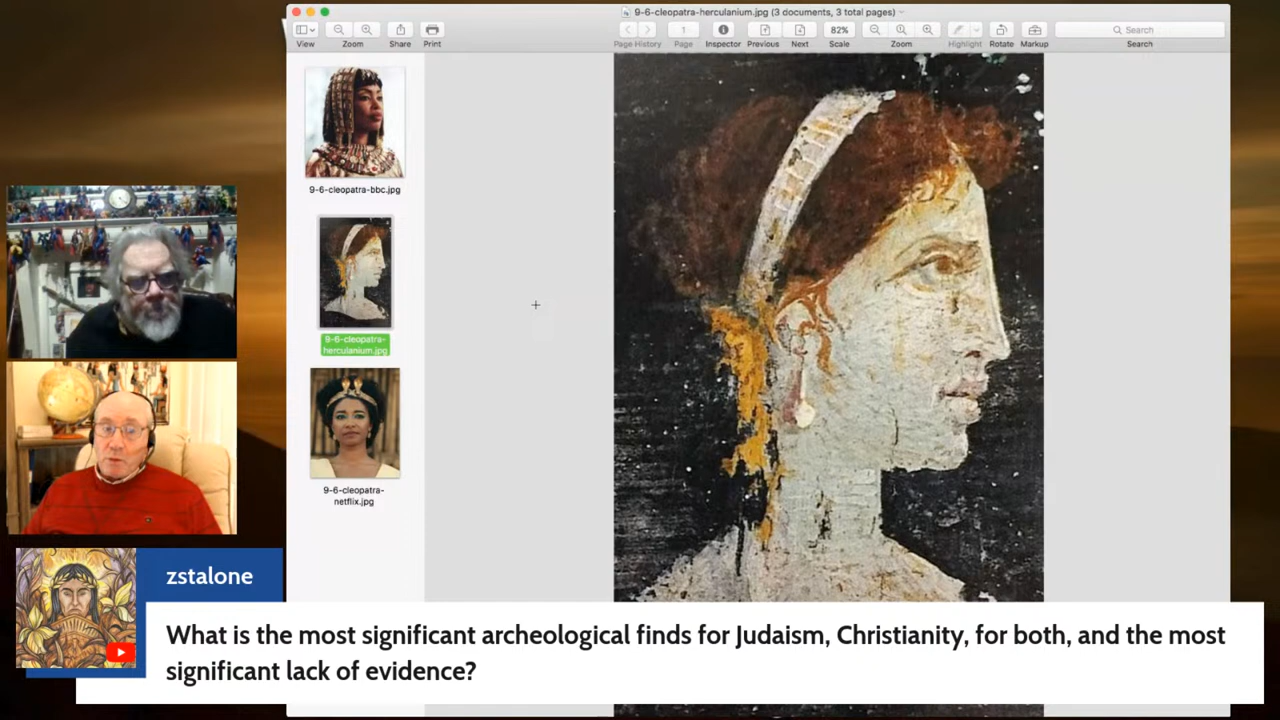 9-6-cleopatra-herculanium.jpg (3 documents, 3 total pages)
View
Zoom
Share
Print
Page History
Page
1
Inspector
Previous
Next
82%
Scale
Zoom
Highlight
Rotate
Markup
Search
Search
9-6-cleopatra-bbc.jpg
9-6-cleopatra-
herculanium.jpg
9-6-cleopatra-
netflix.jpg
zstalone
What is the most significant archeological finds for Judaism, Christianity, for both, and the most
significant lack of evidence?